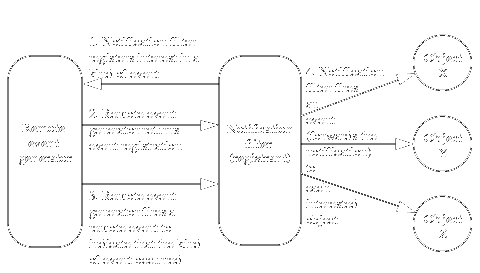 1. Notification filter
registers interest in a
kind of event
Remote
event
generator
2. Remote event
generator returns
event registration
3. Remote event
generator fires a
remote event to
indicate that the kind
of event occurred
Notification
filter
(registrant)
4. Notification
filter fires
an
event
(forwards the
notification)
to
each
interested
object
Object
X
Object
Y
Object
Z